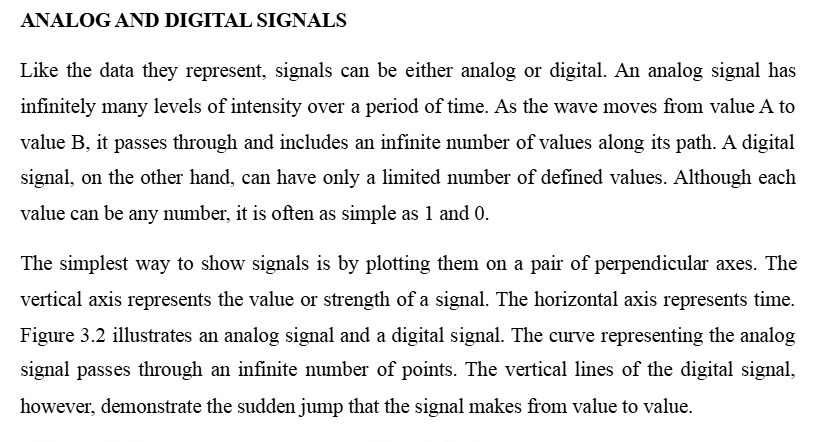 ANALOG AND DIGITAL SIGNALS
Like the data they represent, signals can be either analog or digital. An analog signal has
infinitely many levels of intensity over a period of time. As the wave moves from value A to
value B, it passes through and includes an infinite number of values along its path. A digital
signal, on the other hand, can have only a limited number of defined values. Although each
value can be any number, it is often as simple as 1 and 0.
The simplest way to show signals is by plotting them on a pair of perpendicular axes. The
vertical axis represents the value or strength of a signal. The horizontal axis represents time.
Figure 3.2 illustrates an analog signal and a digital signal. The curve representing the analog
signal passes through an infinite number of points. The vertical lines of the digital signal,
however, demonstrate the sudden jump that the signal makes from value to value.